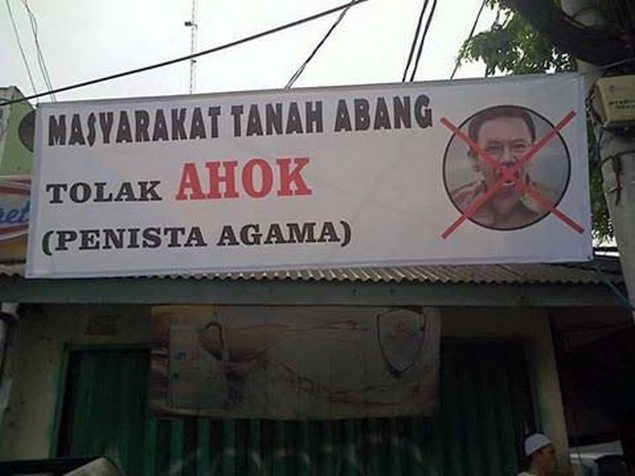 MASYARAKAT TANAH ABANG
TOLAK AHOK
(PENISTA AGAMA)